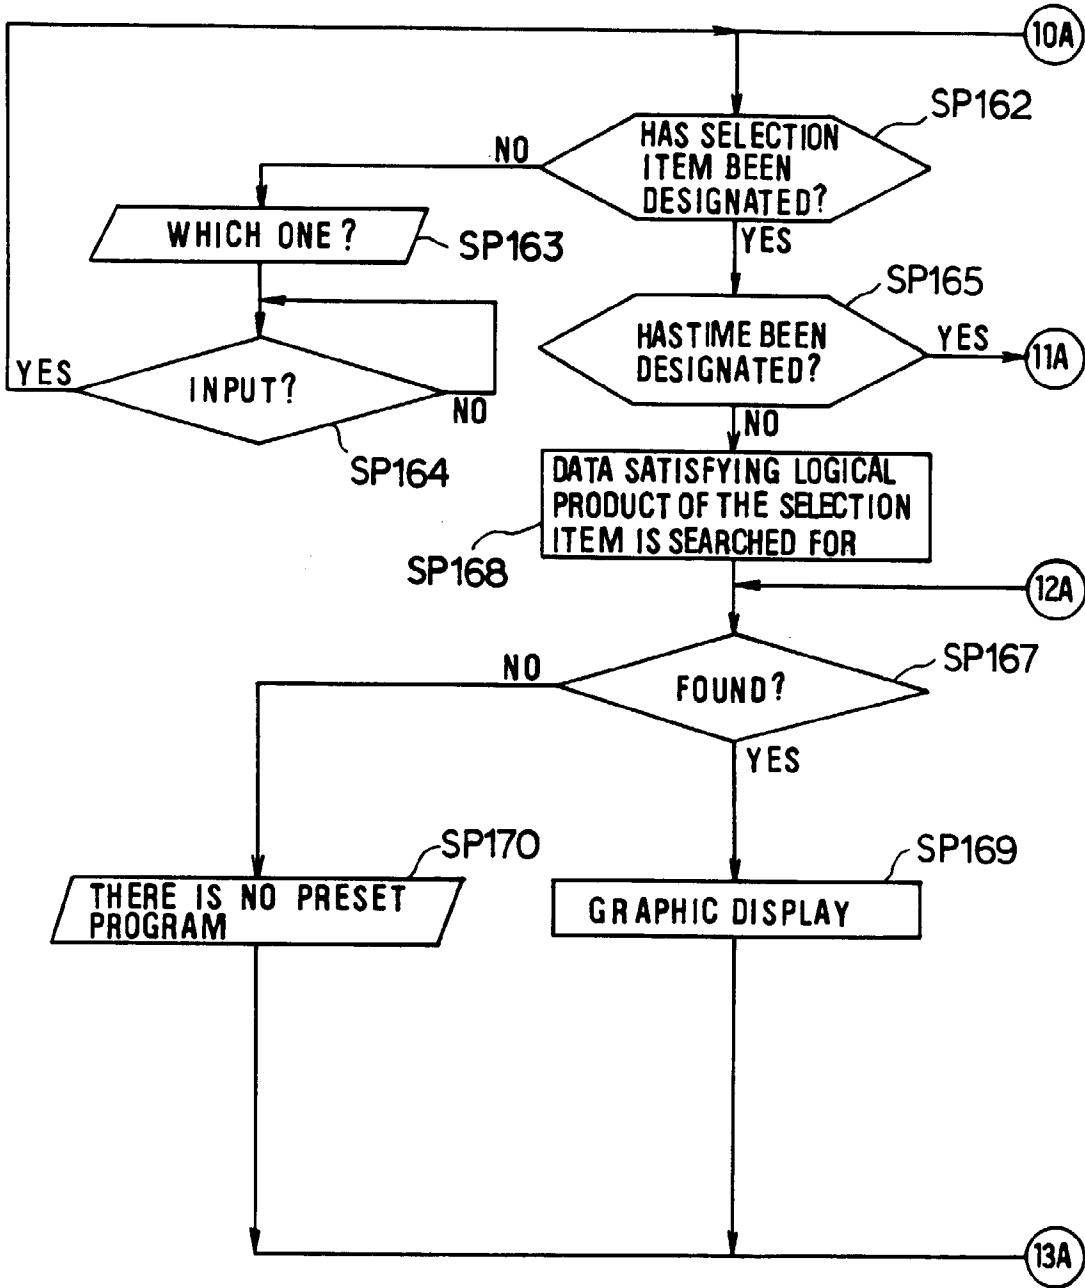 10A
SP162
HAS SELECTION
ITEM BEEN
DESIGNATED?
NO
YES
WHICH ONE?
SP163
SP165
HAS TIME BEEN
DESIGNATED?
YES
11A
YES
INPUT?
NO
NO
SP164
DATA SATISFYING LOGICAL
PRODUCT OF THE SELECTION
ITEM IS SEARCHED FOR
SP168
12A
NO
FOUND?
SP167
YES
SP170
SP169
THERE IS NO PRESET
PROGRAM
GRAPHIC DISPLAY
13A